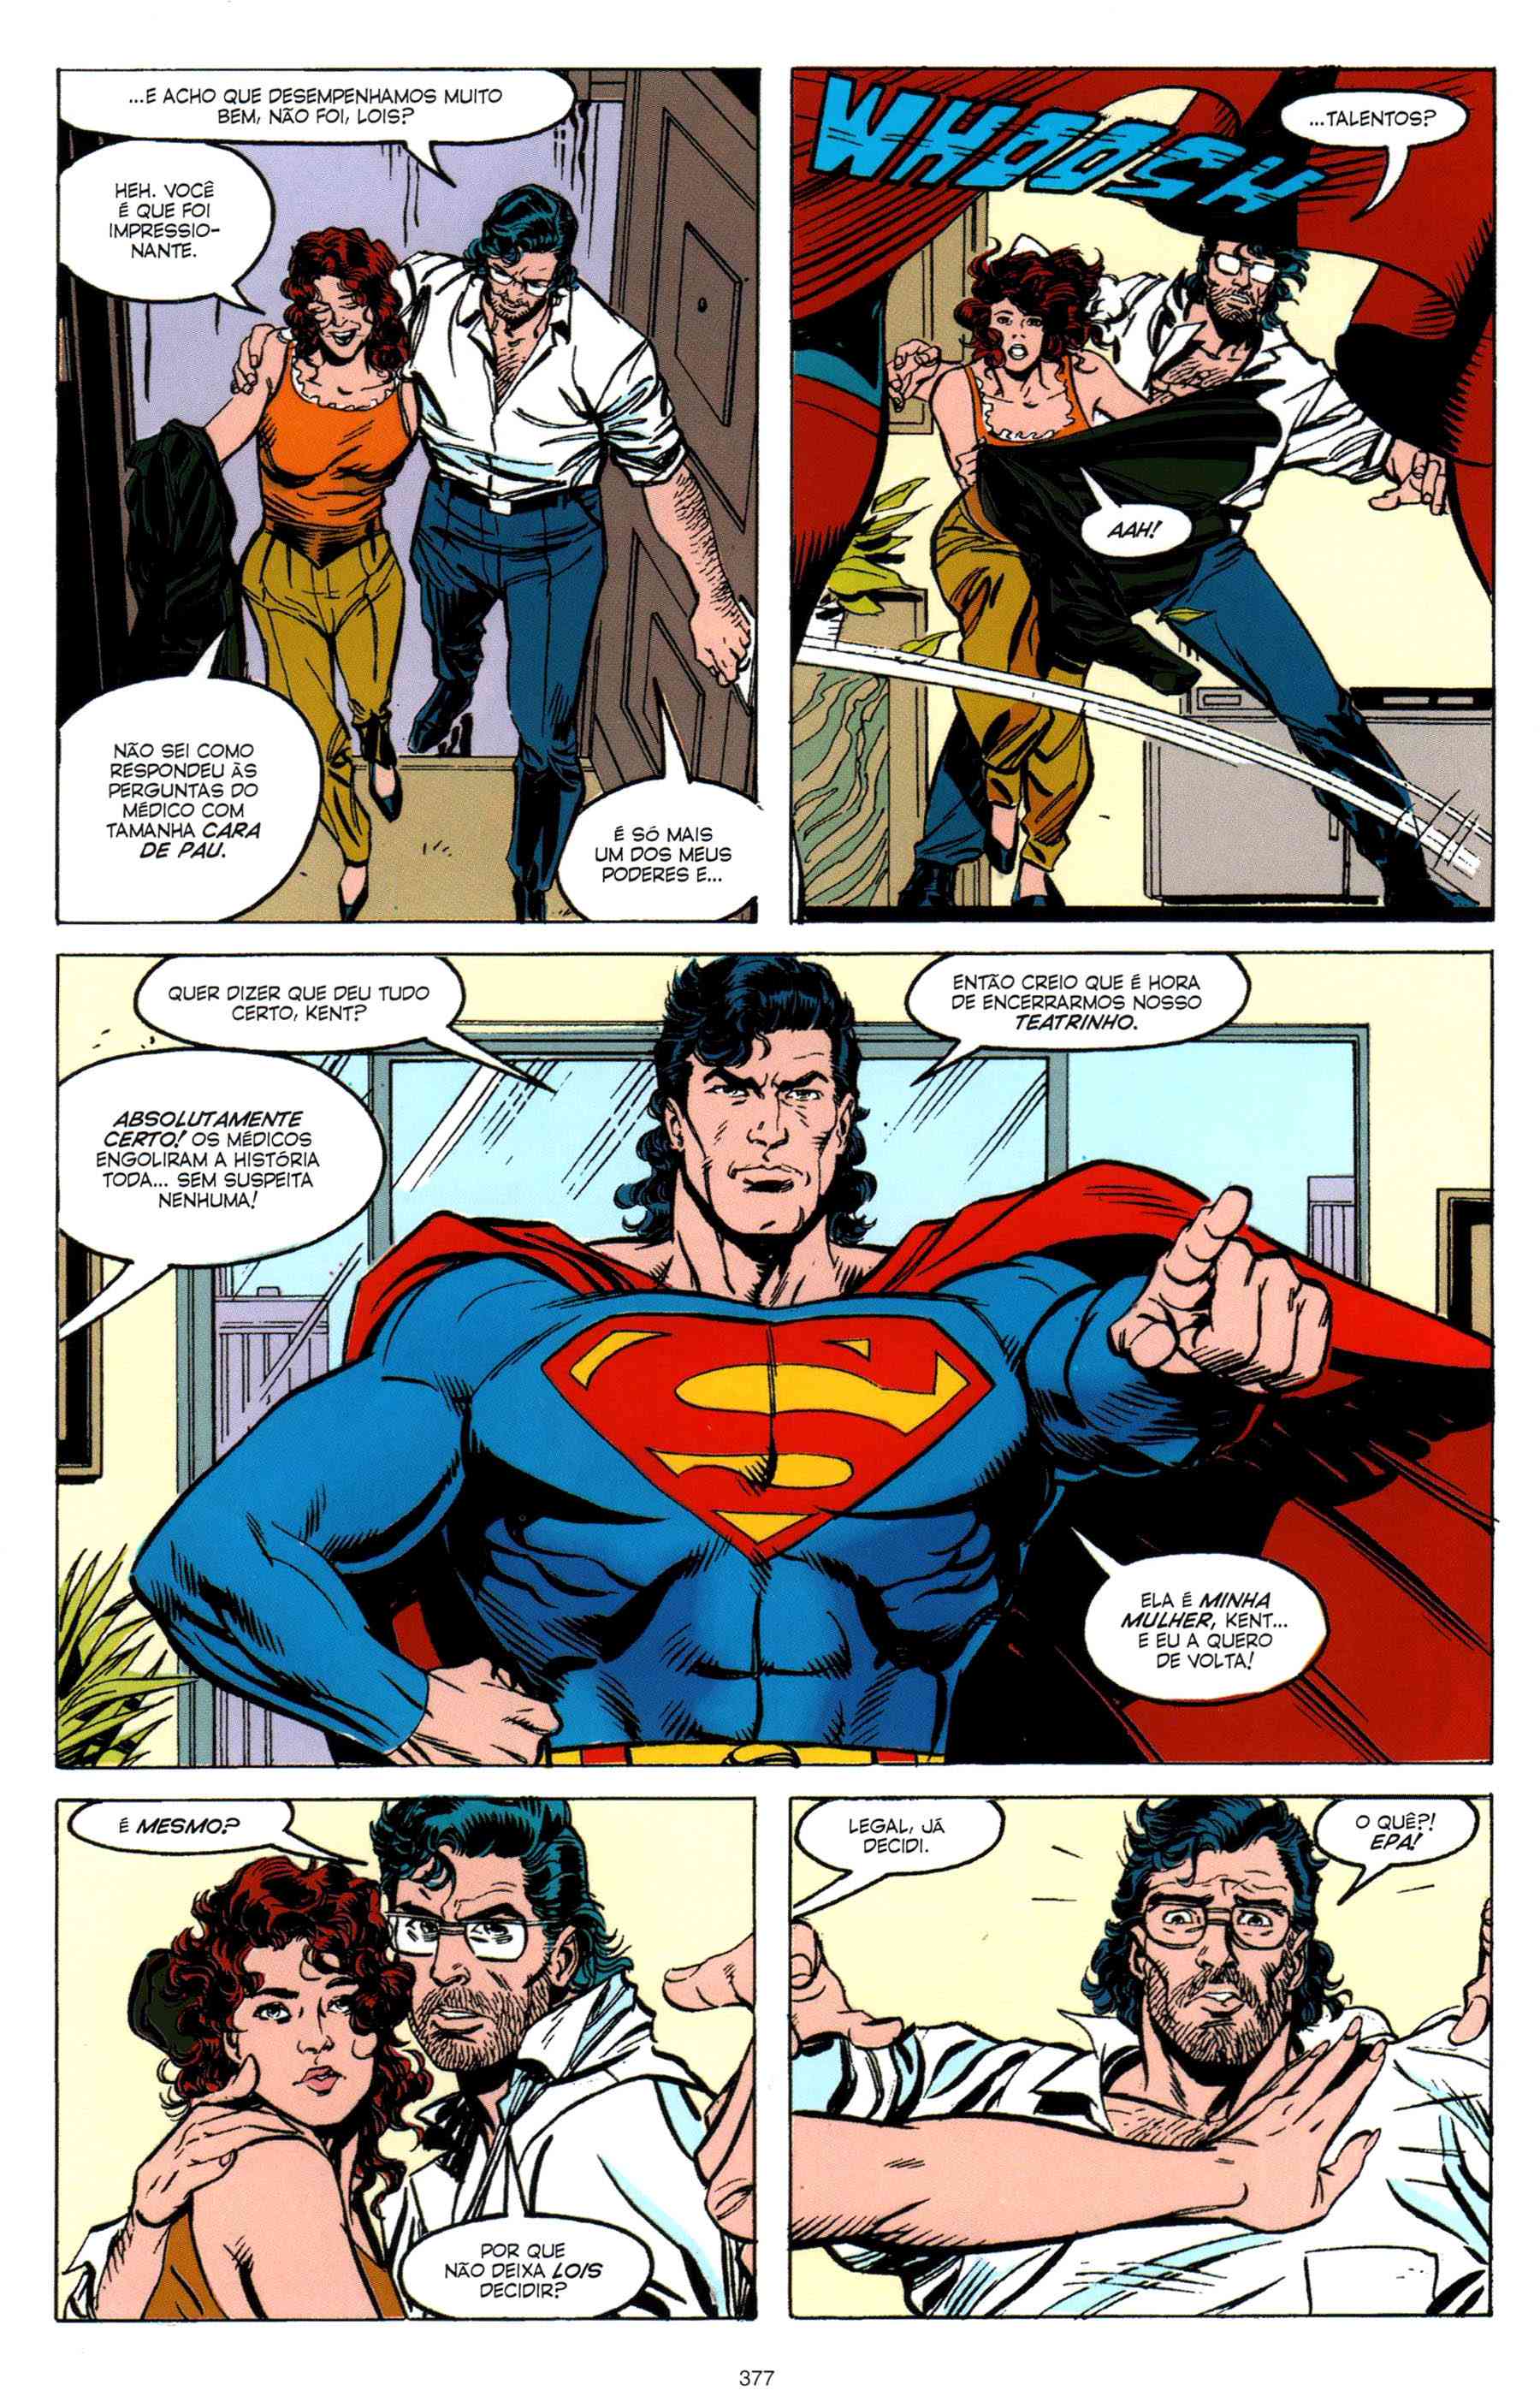 ...E ACHO QUE DESEMPENHAMOS MUITO
BEM, NÃO FOI, LOIS?
HEH. VOCÊ
É QUE FOI
IMPRESSIO-
NANTE.
NÃO SEI COMO
RESPONDEU ÀS
PERGUNTAS DO
MÉDICO COM
TAMANHA CARA
DE PAU.
É SÓ MAIS
UM DOS MEUS
PODERES E...
WHOOSH
...TALENTOS?
AAH!
QUER DIZER QUE DEU TUDO
CERTO, KENT?
ABSOLUTAMENTE
CERTO! OS MÉDICOS
ENGOLIRAM A HISTÓRIA
TODA... SEM SUSPEITA
NENHUMA!
ENTÃO CREIO QUE É HORA
DE ENCERRARMOS NOSSO
TEATRINHO.
S
ELA É MINHA
MULHER, KENT...
E EU A QUERO
DE VOLTA!
É MESMO?
POR QUE
NÃO DEIXA LOIS
DECIDIR?
LEGAL, JÁ
DECIDI.
O QUÊ?!
EPA!
377